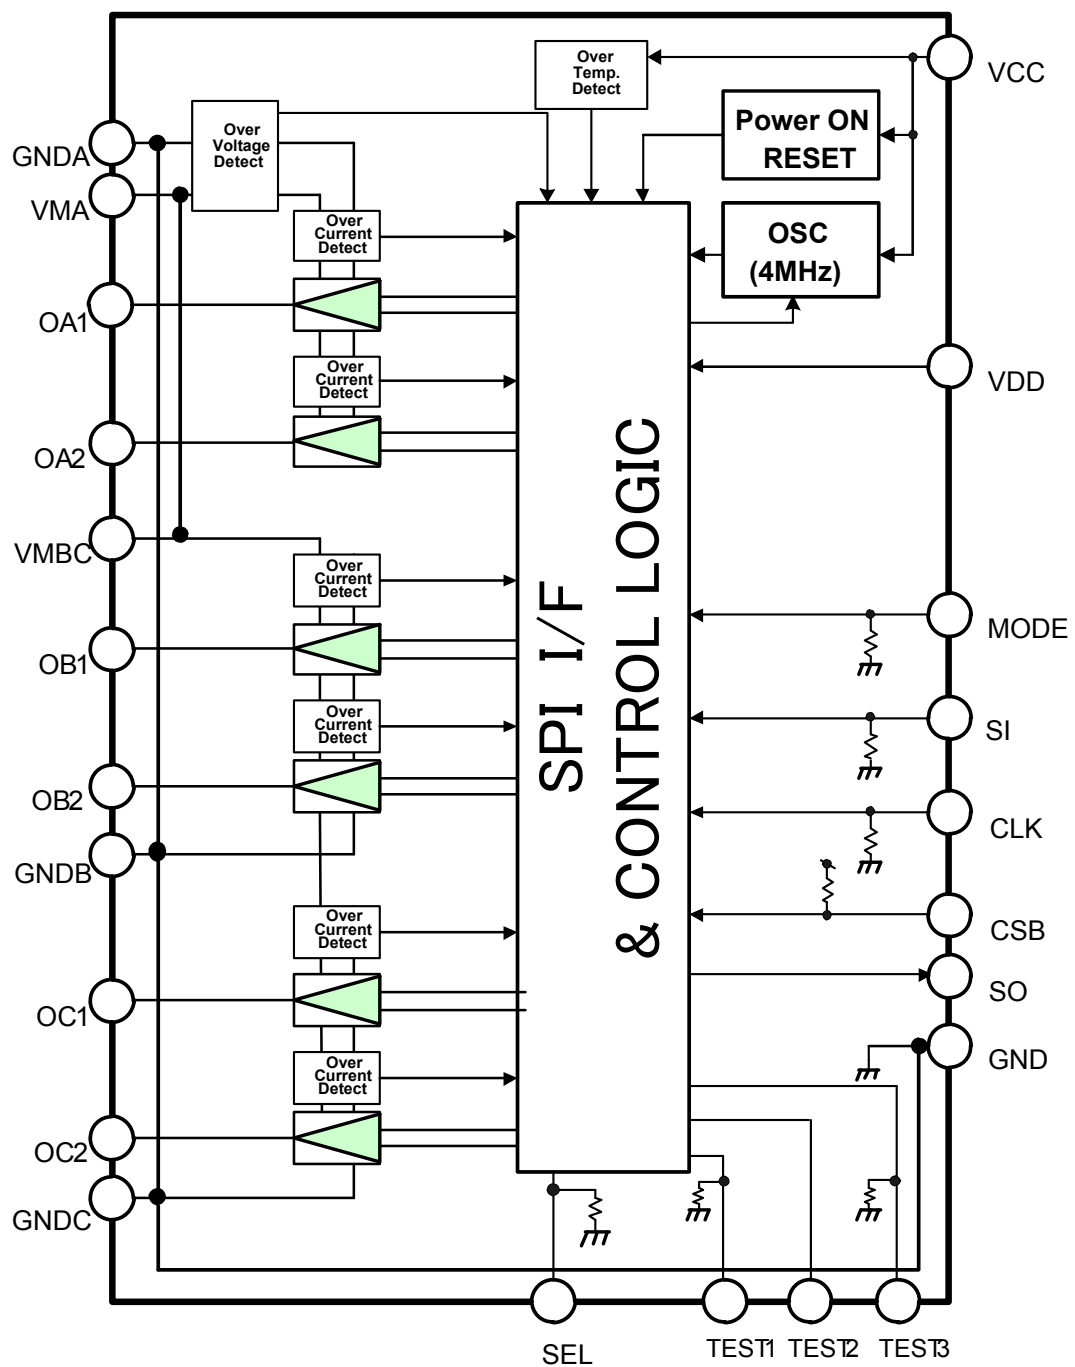 Over
Temp.
Detect
VCC
Power ON
RESET
Over
Voltage
Detect
GNDA
VMA
Over
Current
Detect
OSC
(4MHz)
OA1
Over
Current
Detect
VDD
OA2
VMBC
Over
Current
Detect
SPI I/F
& CONTROL LOGIC
MODE
OB1
Over
Current
Detect
SI
OB2
CLK
GNDB
Over
Current
Detect
CSB
SO
OC1
GND
Over
Current
Detect
OC2
GNDC
SEL
TEST1
TEST2
TEST3